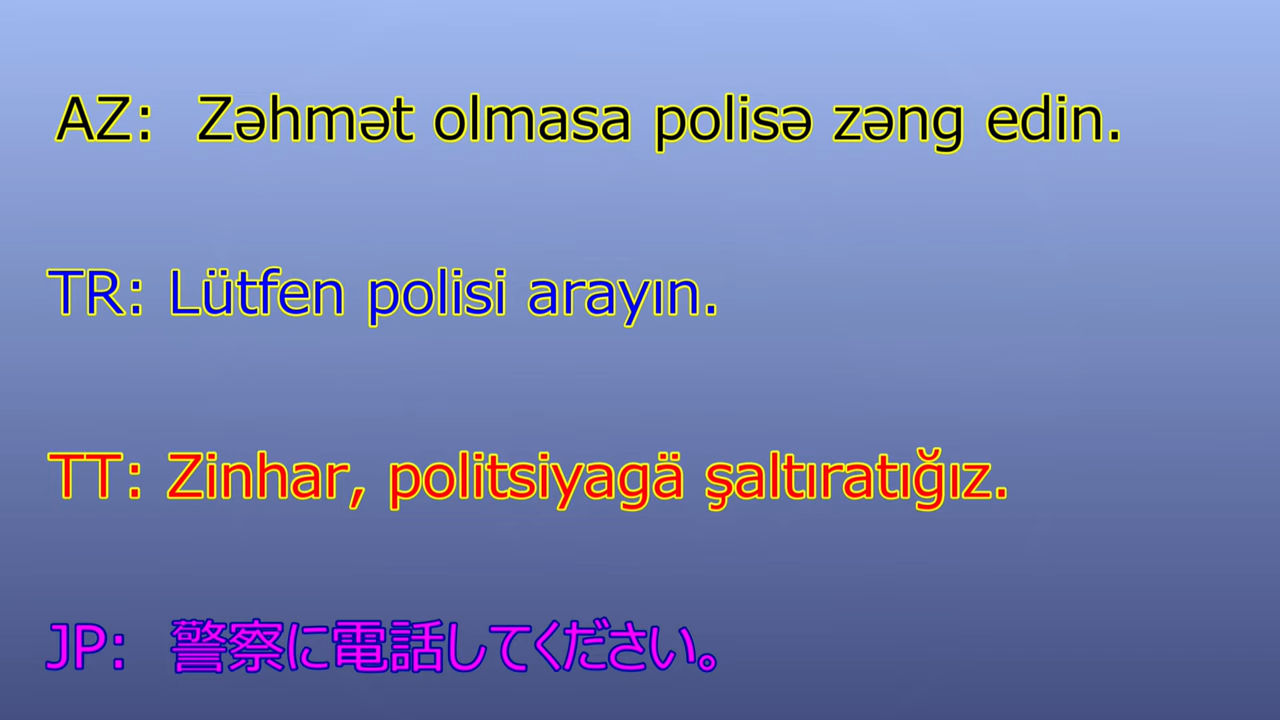 AZ: Zəhmət olmasa polisə zəng edin.
TR: Lütfen polisi arayın.
TT: Zinhar, politsiyagä şaltıratığız.
JP: 警察に電話してください。